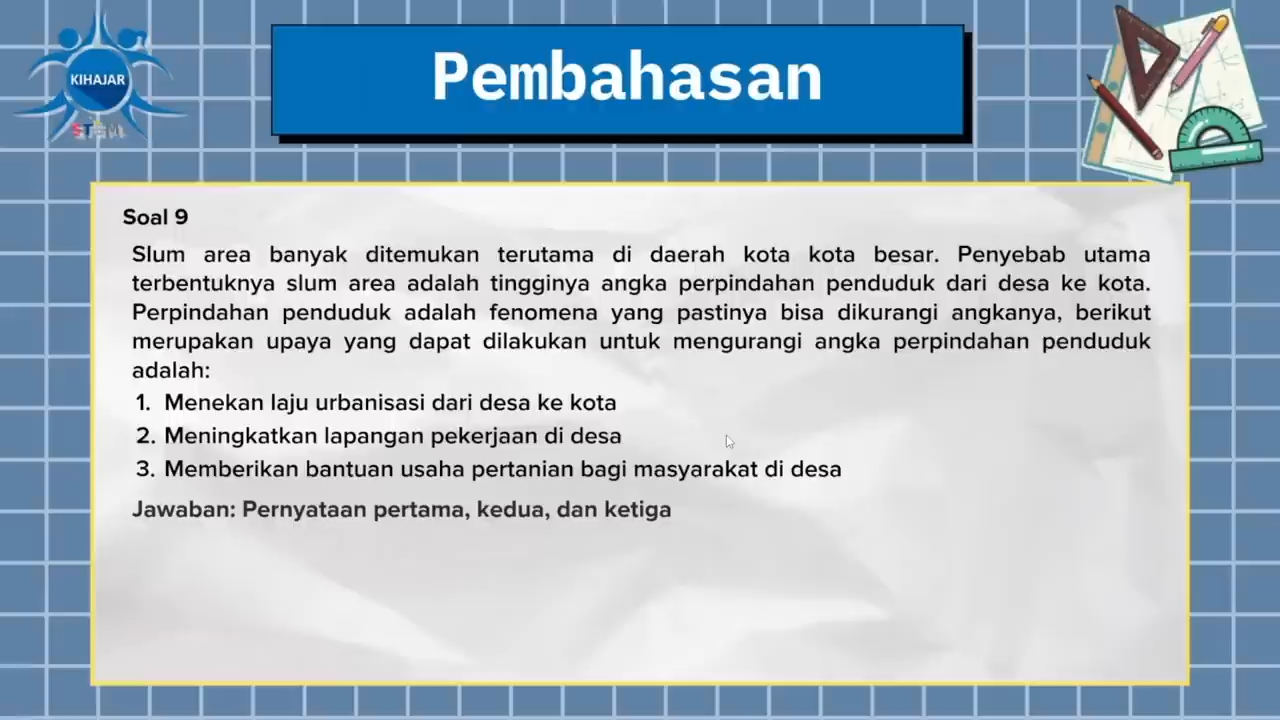 KIHAJAR
STEM
Pembahasan
Soal 9
Slum area banyak ditemukan terutama di daerah kota kota besar. Penyebab utama
terbentuknya slum area adalah tingginya angka perpindahan penduduk dari desa ke kota.
Perpindahan penduduk adalah fenomena yang pastinya bisa dikurangi angkanya, berikut
merupakan upaya yang dapat dilakukan untuk mengurangi angka perpindahan penduduk
adalah:
1. Menekan laju urbanisasi dari desa ke kota
2. Meningkatkan lapangan pekerjaan di desa
3. Memberikan bantuan usaha pertanian bagi masyarakat di desa
Jawaban: Pernyataan pertama, kedua, dan ketiga